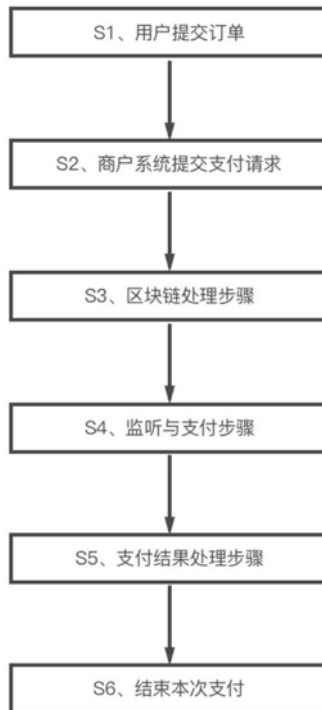 S1、用户提交订单
S2、商户系统提交支付请求
S3、区块链处理步骤
S4、监听与支付步骤
S5、支付结果处理步骤
S6、结束本次支付